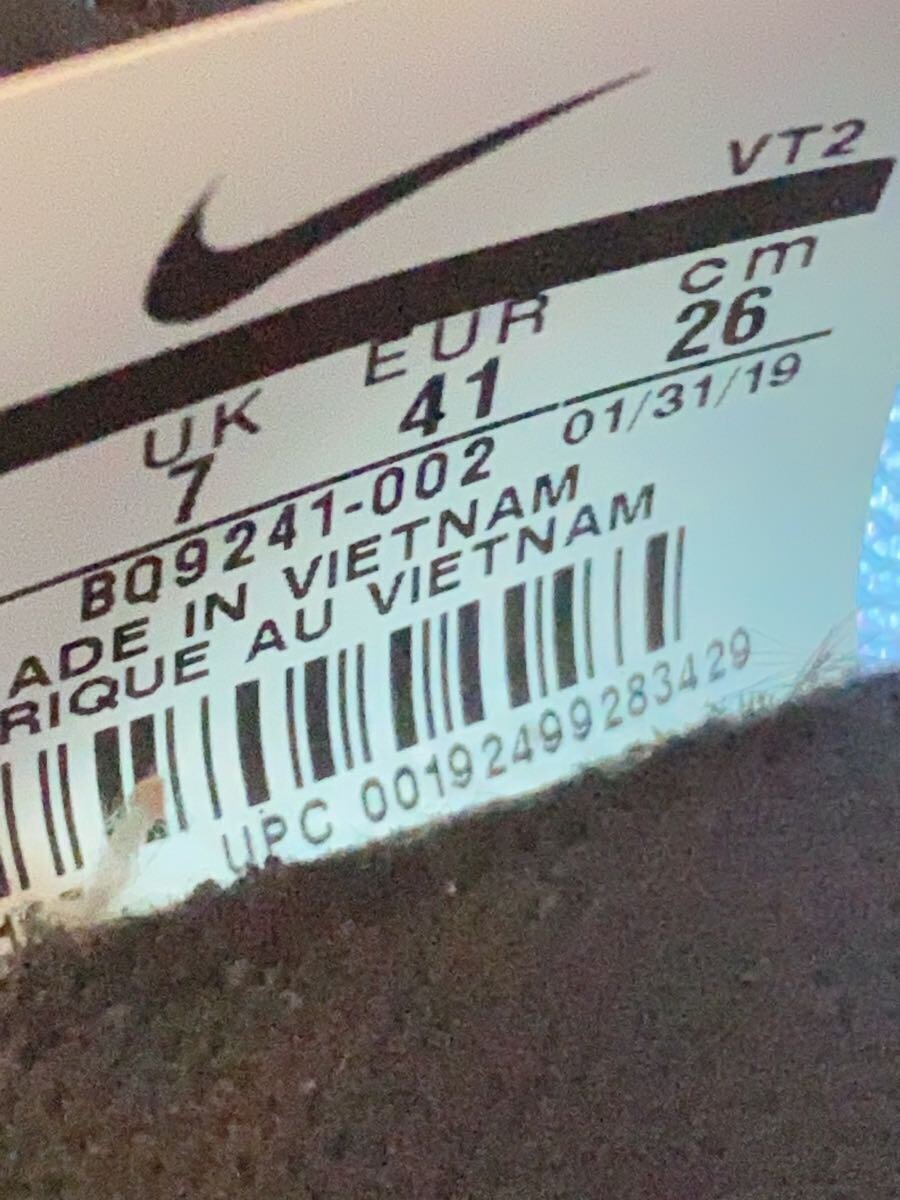 VT2
UK EUR cm
7 41 26
BQ9241-002 01/31/19
ADE IN VIETNAM
RIQUE AU VIETNAM
UPC 00192499283429